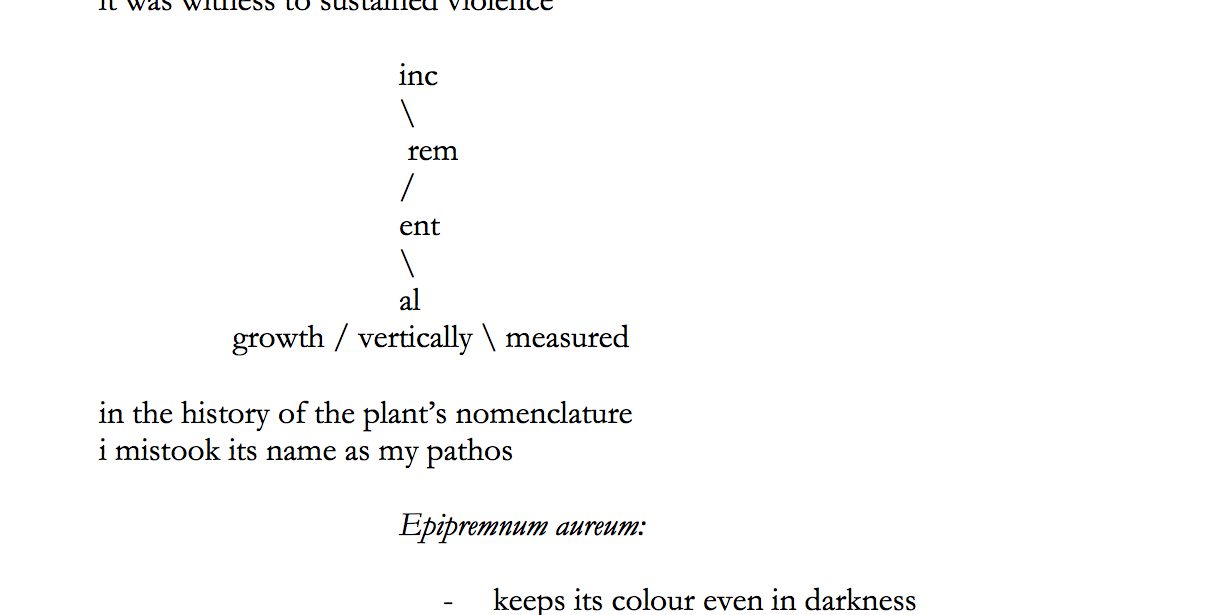 it was witness to sustained violence
inc
\
rem
/
ent
\
al
growth / vertically \ measured
in the history of the plant’s nomenclature
i mistook its name as my pathos
Epipremnum aureum:
- keeps its colour even in darkness